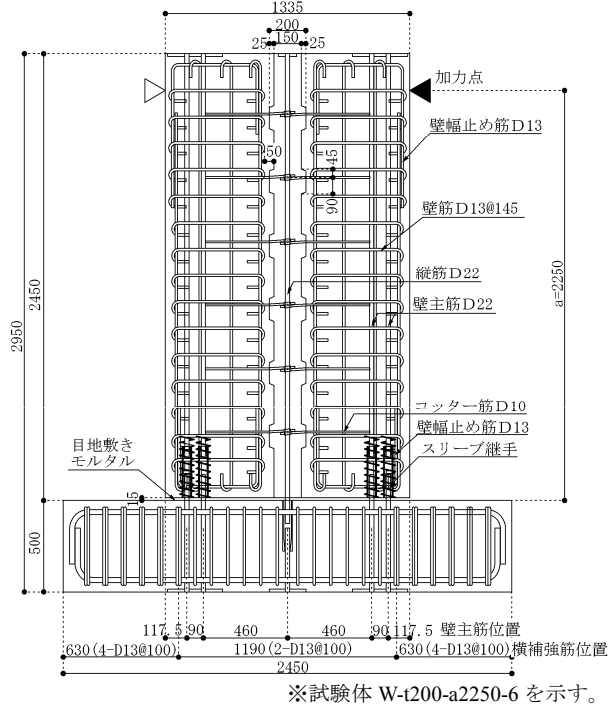 1335
200
25 150 25
加力点
壁幅止め筋D13
50
45
90
壁筋D13@145
縦筋D22
壁主筋D22
2950
2450
a=2250
コッター筋D10
壁幅止め筋D13
スリーブ継手
目地敷き
モルタル
15
500
117.5 90 460 460 90 117.5 壁主筋位置
630(4-D13@100) 1190(2-D13@100) 630(4-D13@100)横補強筋位置
2450
※試験体 W-t200-a2250-6 を示す。